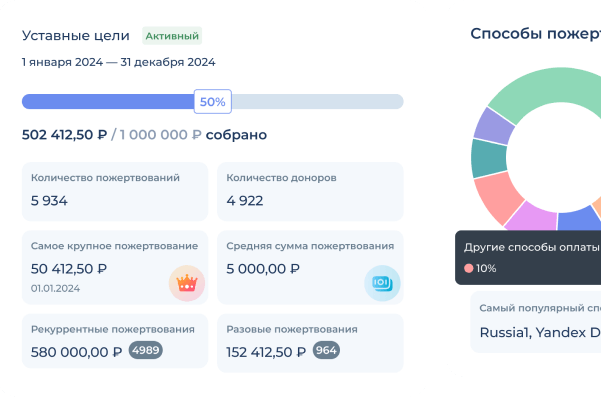 Уставные цели Активный
1 января 2024 — 31 декабря 2024
50%
502 412,50 ₽ / 1 000 000 ₽ собрано
Количество пожертвований
5 934
Количество доноров
4 922
Самое крупное пожертвование
50 412,50 ₽
01.01.2024
Средняя сумма пожертвования
5 000,00 ₽
Рекуррентные пожертвования
580 000,00 ₽ 4989
Разовые пожертвования
152 412,50 ₽ 964
Способы пожерт
Другие способы оплаты
10%
Самый популярный спо
Russia1, Yandex D